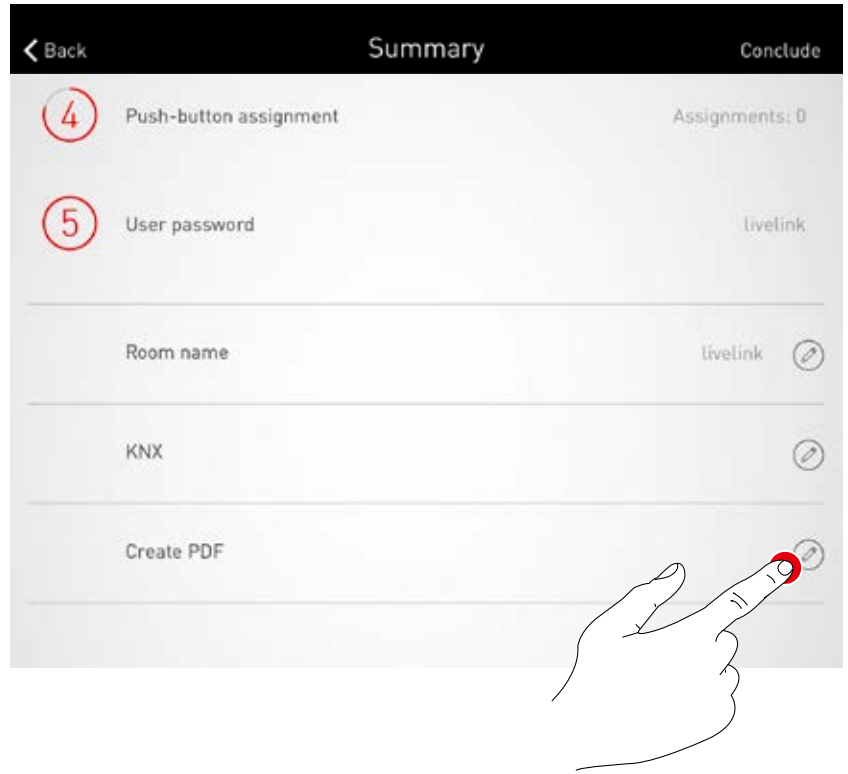 Back Summary Conclude
4 Push-button assignment Assignments: 0
5 User password livelink
Room name livelink
KNX
Create PDF